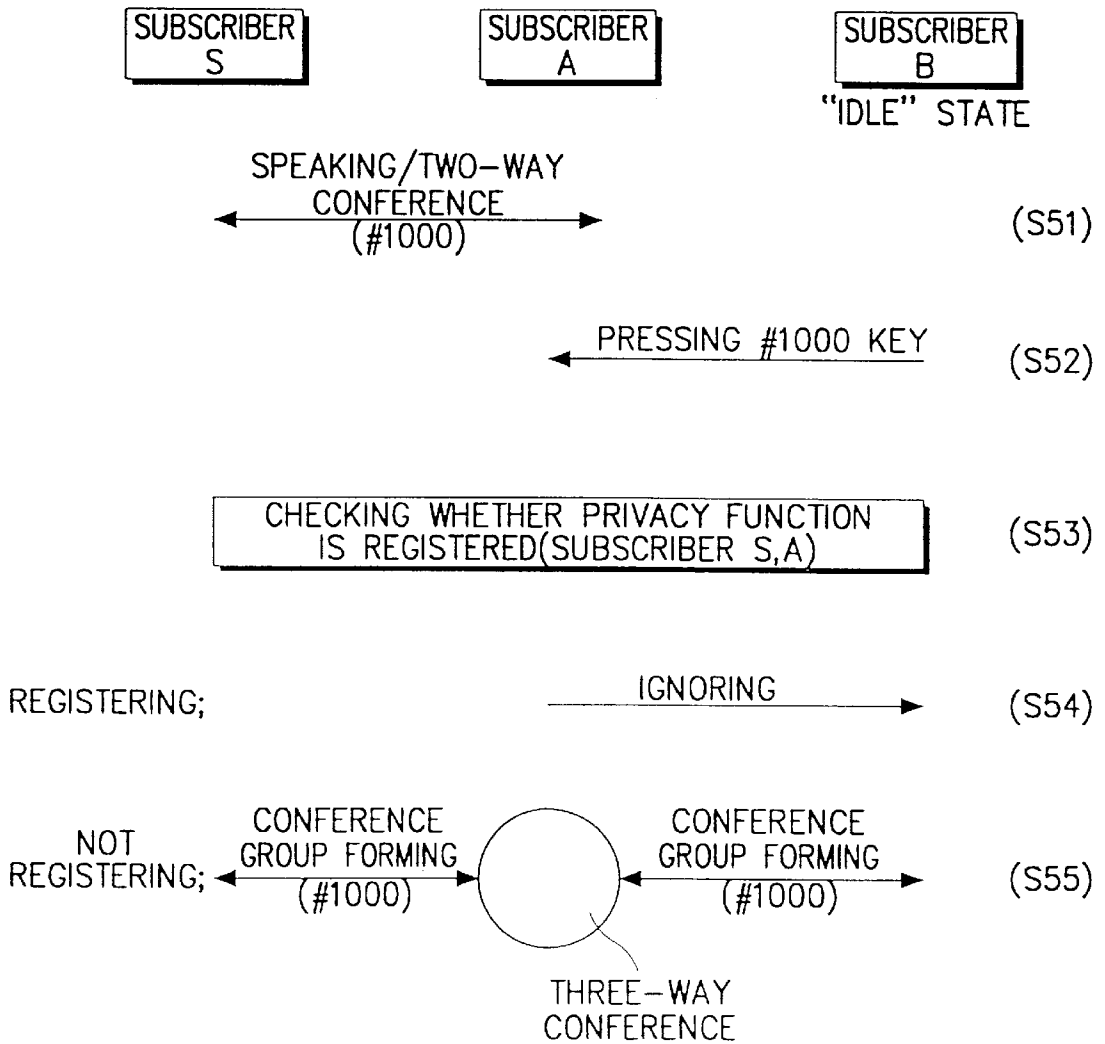 SUBSCRIBER
S
SUBSCRIBER
A
SUBSCRIBER
B
"IDLE" STATE
SPEAKING/TWO-WAY
CONFERENCE
(#1000)
(S51)
PRESSING #1000 KEY
(S52)
CHECKING WHETHER PRIVACY FUNCTION
IS REGISTERED(SUBSCRIBER S,A)
(S53)
REGISTERING;
IGNORING
(S54)
NOT
REGISTERING;
CONFERENCE
GROUP FORMING
(#1000)
CONFERENCE
GROUP FORMING
(#1000)
(S55)
THREE-WAY
CONFERENCE